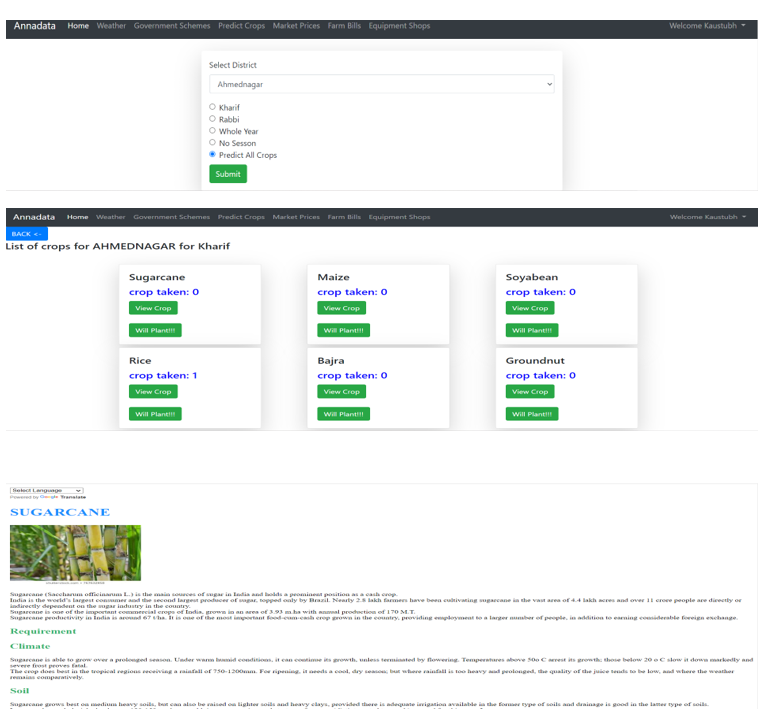 Annadata Home Weather Government Schemes Predict Crops Market Prices Farm Bills Equipment Shops Welcome Kaustubh
Select District
Ahmednagar
Kharif
Rabbi
Whole Year
No Sesson
Predict All Crops
Submit
Annadata Home Weather Government Schemes Predict Crops Market Prices Farm Bills Equipment Shops Welcome Kaustubh
BACK <-
List of crops for AHMEDNAGAR for Kharif
Sugarcane Maize Soyabean
crop taken: 0 crop taken: 0 crop taken: 0
View Crop View Crop View Crop
Will Plant!!! Will Plant!!! Will Plant!!!
Rice Bajra Groundnut
crop taken: 1 crop taken: 0 crop taken: 0
View Crop View Crop View Crop
Will Plant!!! Will Plant!!! Will Plant!!!
Select Language
Powered by Google Translate
SUGARCANE
Sugarcane (Saccharum officinarum L.) is the main sources of sugar in India and holds a prominent position as a cash crop.
India is the world's largest consumer and the second largest producer of sugar, topped only by Brazil. Nearly 2.8 lakh farmers have been cultivating sugarcane in the vast area of 4.4 lakh acres and over 11 crore people are directly or
indirectly dependent on the sugar industry in the country.
Sugarcane is one of the important commercial crops of India, grown in an area of 3.93 m.ha with annual production of 170 M.T.
Sugarcane productivity in India is around 67 t/ha. It is one of the most important food-cum-cash crop grown in the country, providing employment to a larger number of people, in addition to earning considerable foreign exchange.
Requirement
Climate
Sugarcane is able to grow over a prolonged season. Under warm humid conditions, it can continue its growth, unless terminated by flowering. Temperatures above 50o C arrest its growth; those below 20 o C slow it down markedly and
severe frost proves fatal.
The crop does best in the tropical regions receiving a rainfall of 750-1200mm. For ripening, it needs a cool, dry season; but where rainfall is too heavy and prolonged, the quality of the juice tends to be low, and where the weather
remains comparatively.
Soil
Sugarcane grows best on medium heavy soils, but can also be raised on lighter soils and heavy clays, provided there is adequate irrigation available in the former type of soils and drainage is good in the latter type of soils.